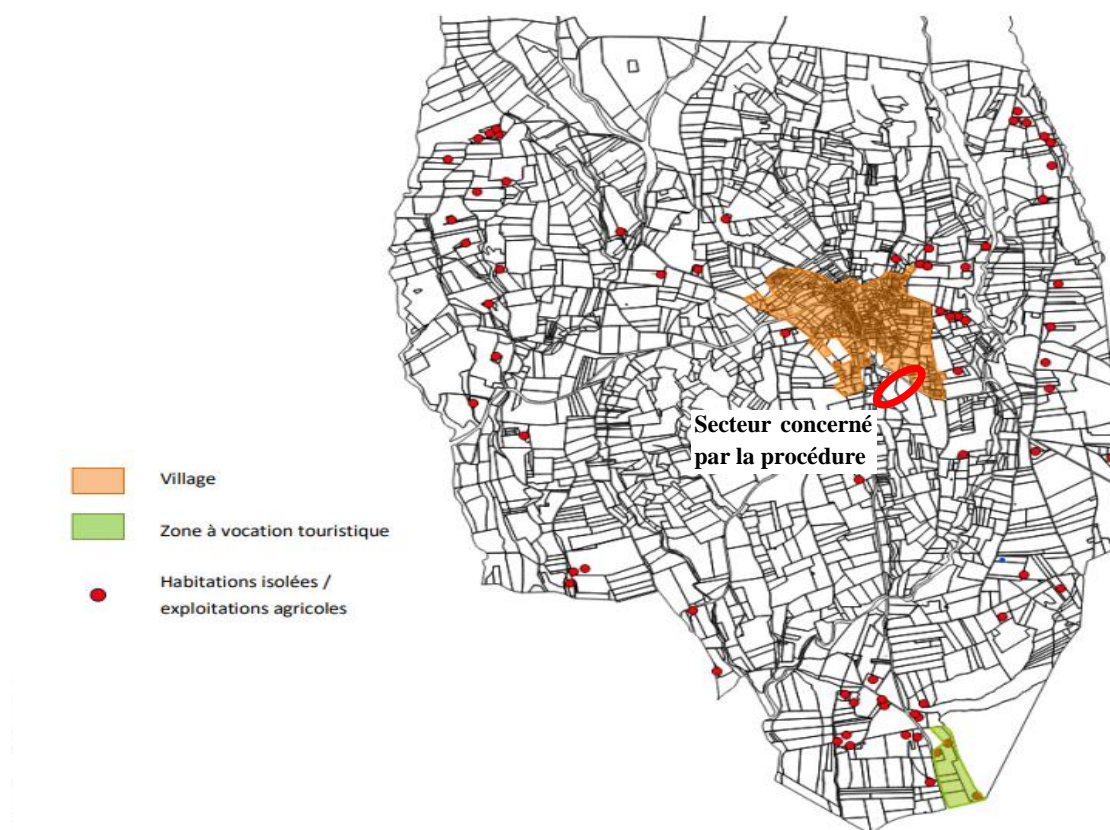 Secteur concerné
par la procédure
Village
Zone à vocation touristique
Habitations isolées /
exploitations agricoles